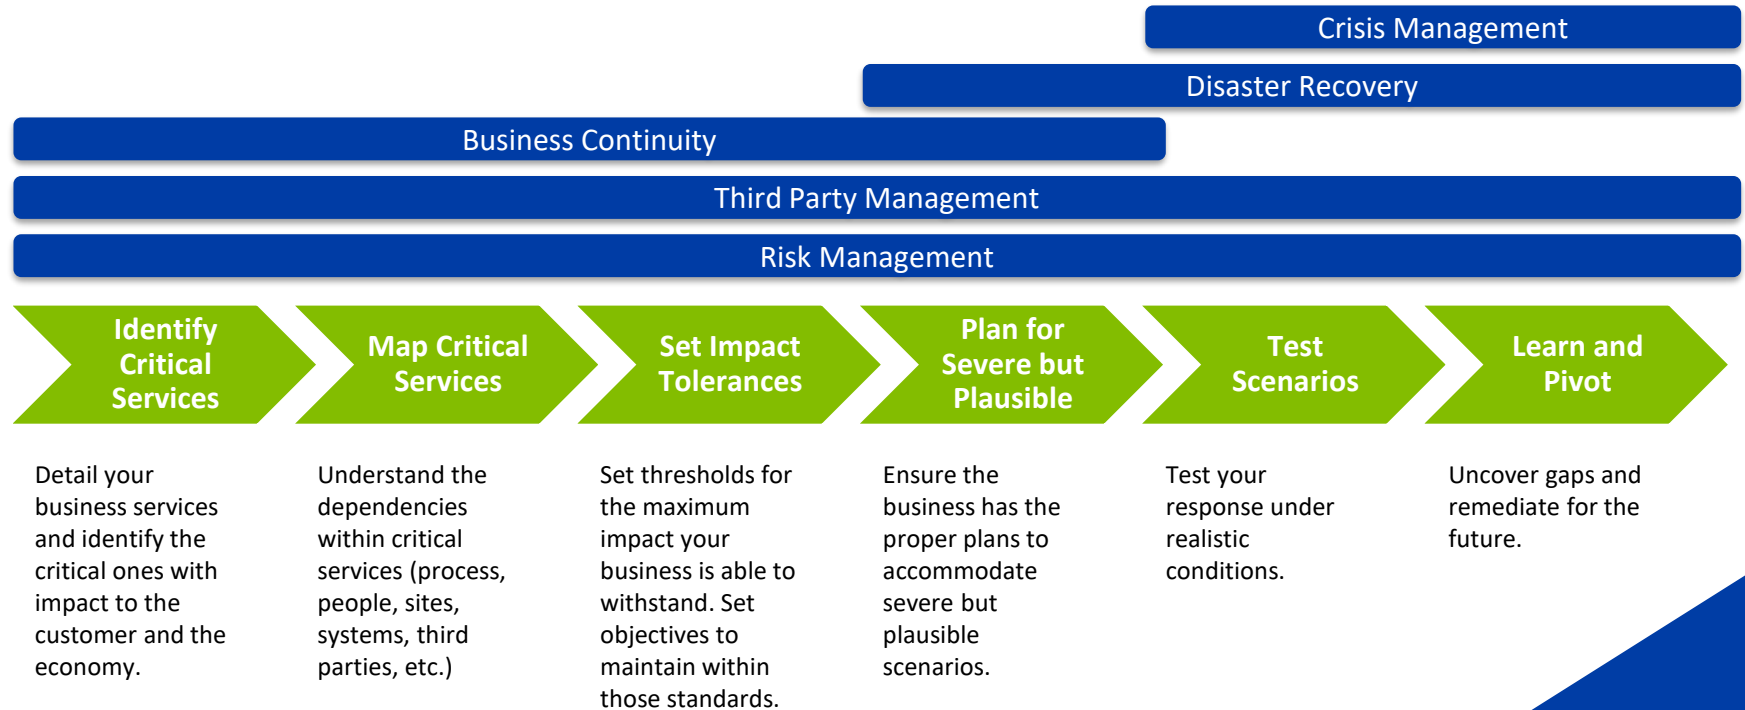 Crisis Management
Disaster Recovery
Business Continuity
Third Party Management
Risk Management
Identify
Critical
Services
Map Critical
Services
Set Impact
Tolerances
Plan for
Severe but
Plausible
Test
Scenarios
Learn and
Pivot
Detail your
business services
and identify the
critical ones with
impact to the
customer and the
economy.
Understand the
dependencies
within critical
services (process,
people, sites,
systems, third
parties, etc.)
Set thresholds for
the maximum
impact your
business is able to
withstand. Set
objectives to
maintain within
those standards.
Ensure the
business has the
proper plans to
accommodate
severe but
plausible
scenarios.
Test your
response under
realistic
conditions.
Uncover gaps and
remediate for the
future.